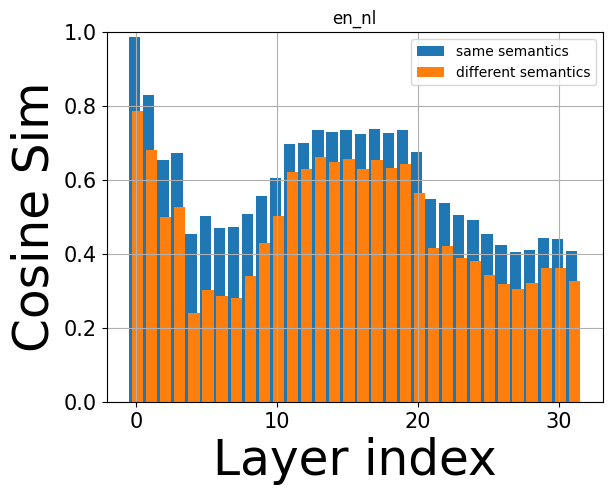 en_nl
same semantics
different semantics
Cosine Sim
1.0
0.8
0.6
0.4
0.2
0.0
0 10 20 30
Layer index